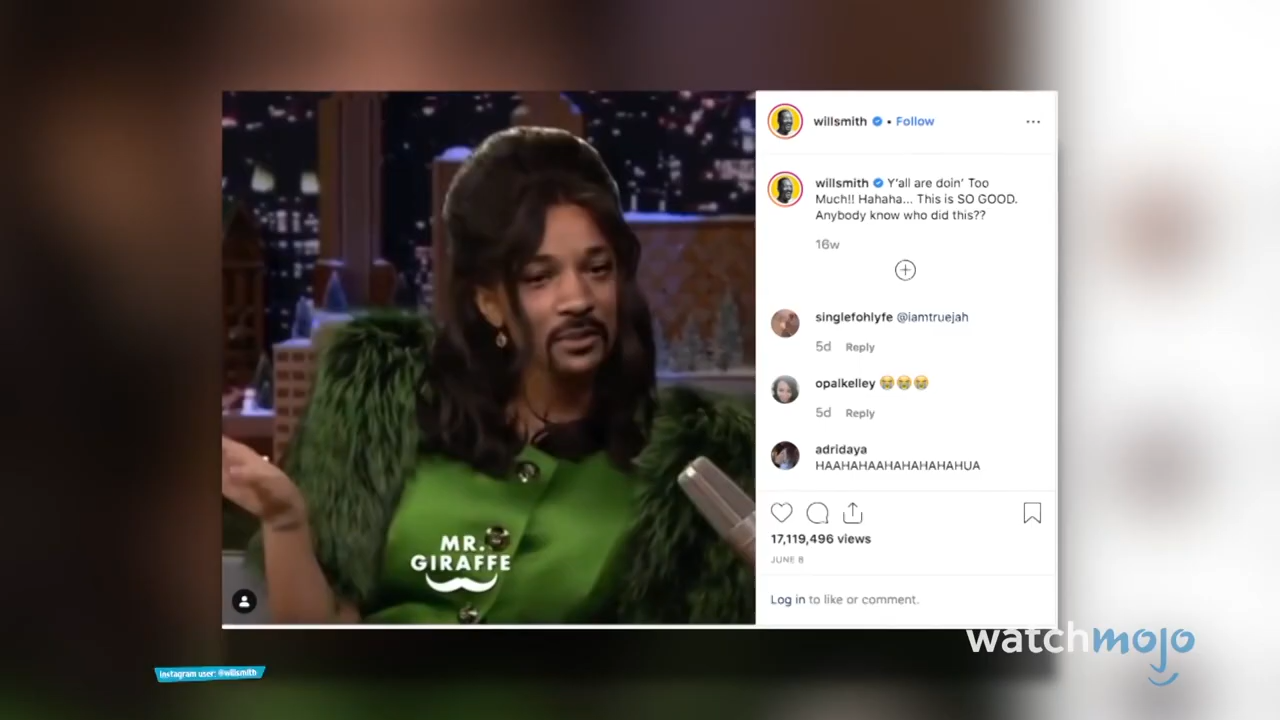 willsmith • Follow
willsmith Y'all are doin' Too
Much!! Hahaha... This is SO GOOD.
Anybody know who did this??
16w
singlefohlyfe @iamtruejah
5d Reply
opalkelley 😭😭😭
5d Reply
adridaya
HAAHAHAAHAHAHAHAHUA
17,119,496 views
JUNE 8
Log in to like or comment.
MR.
GIRAFFE
watchmojo
Instagram user: @willsmith